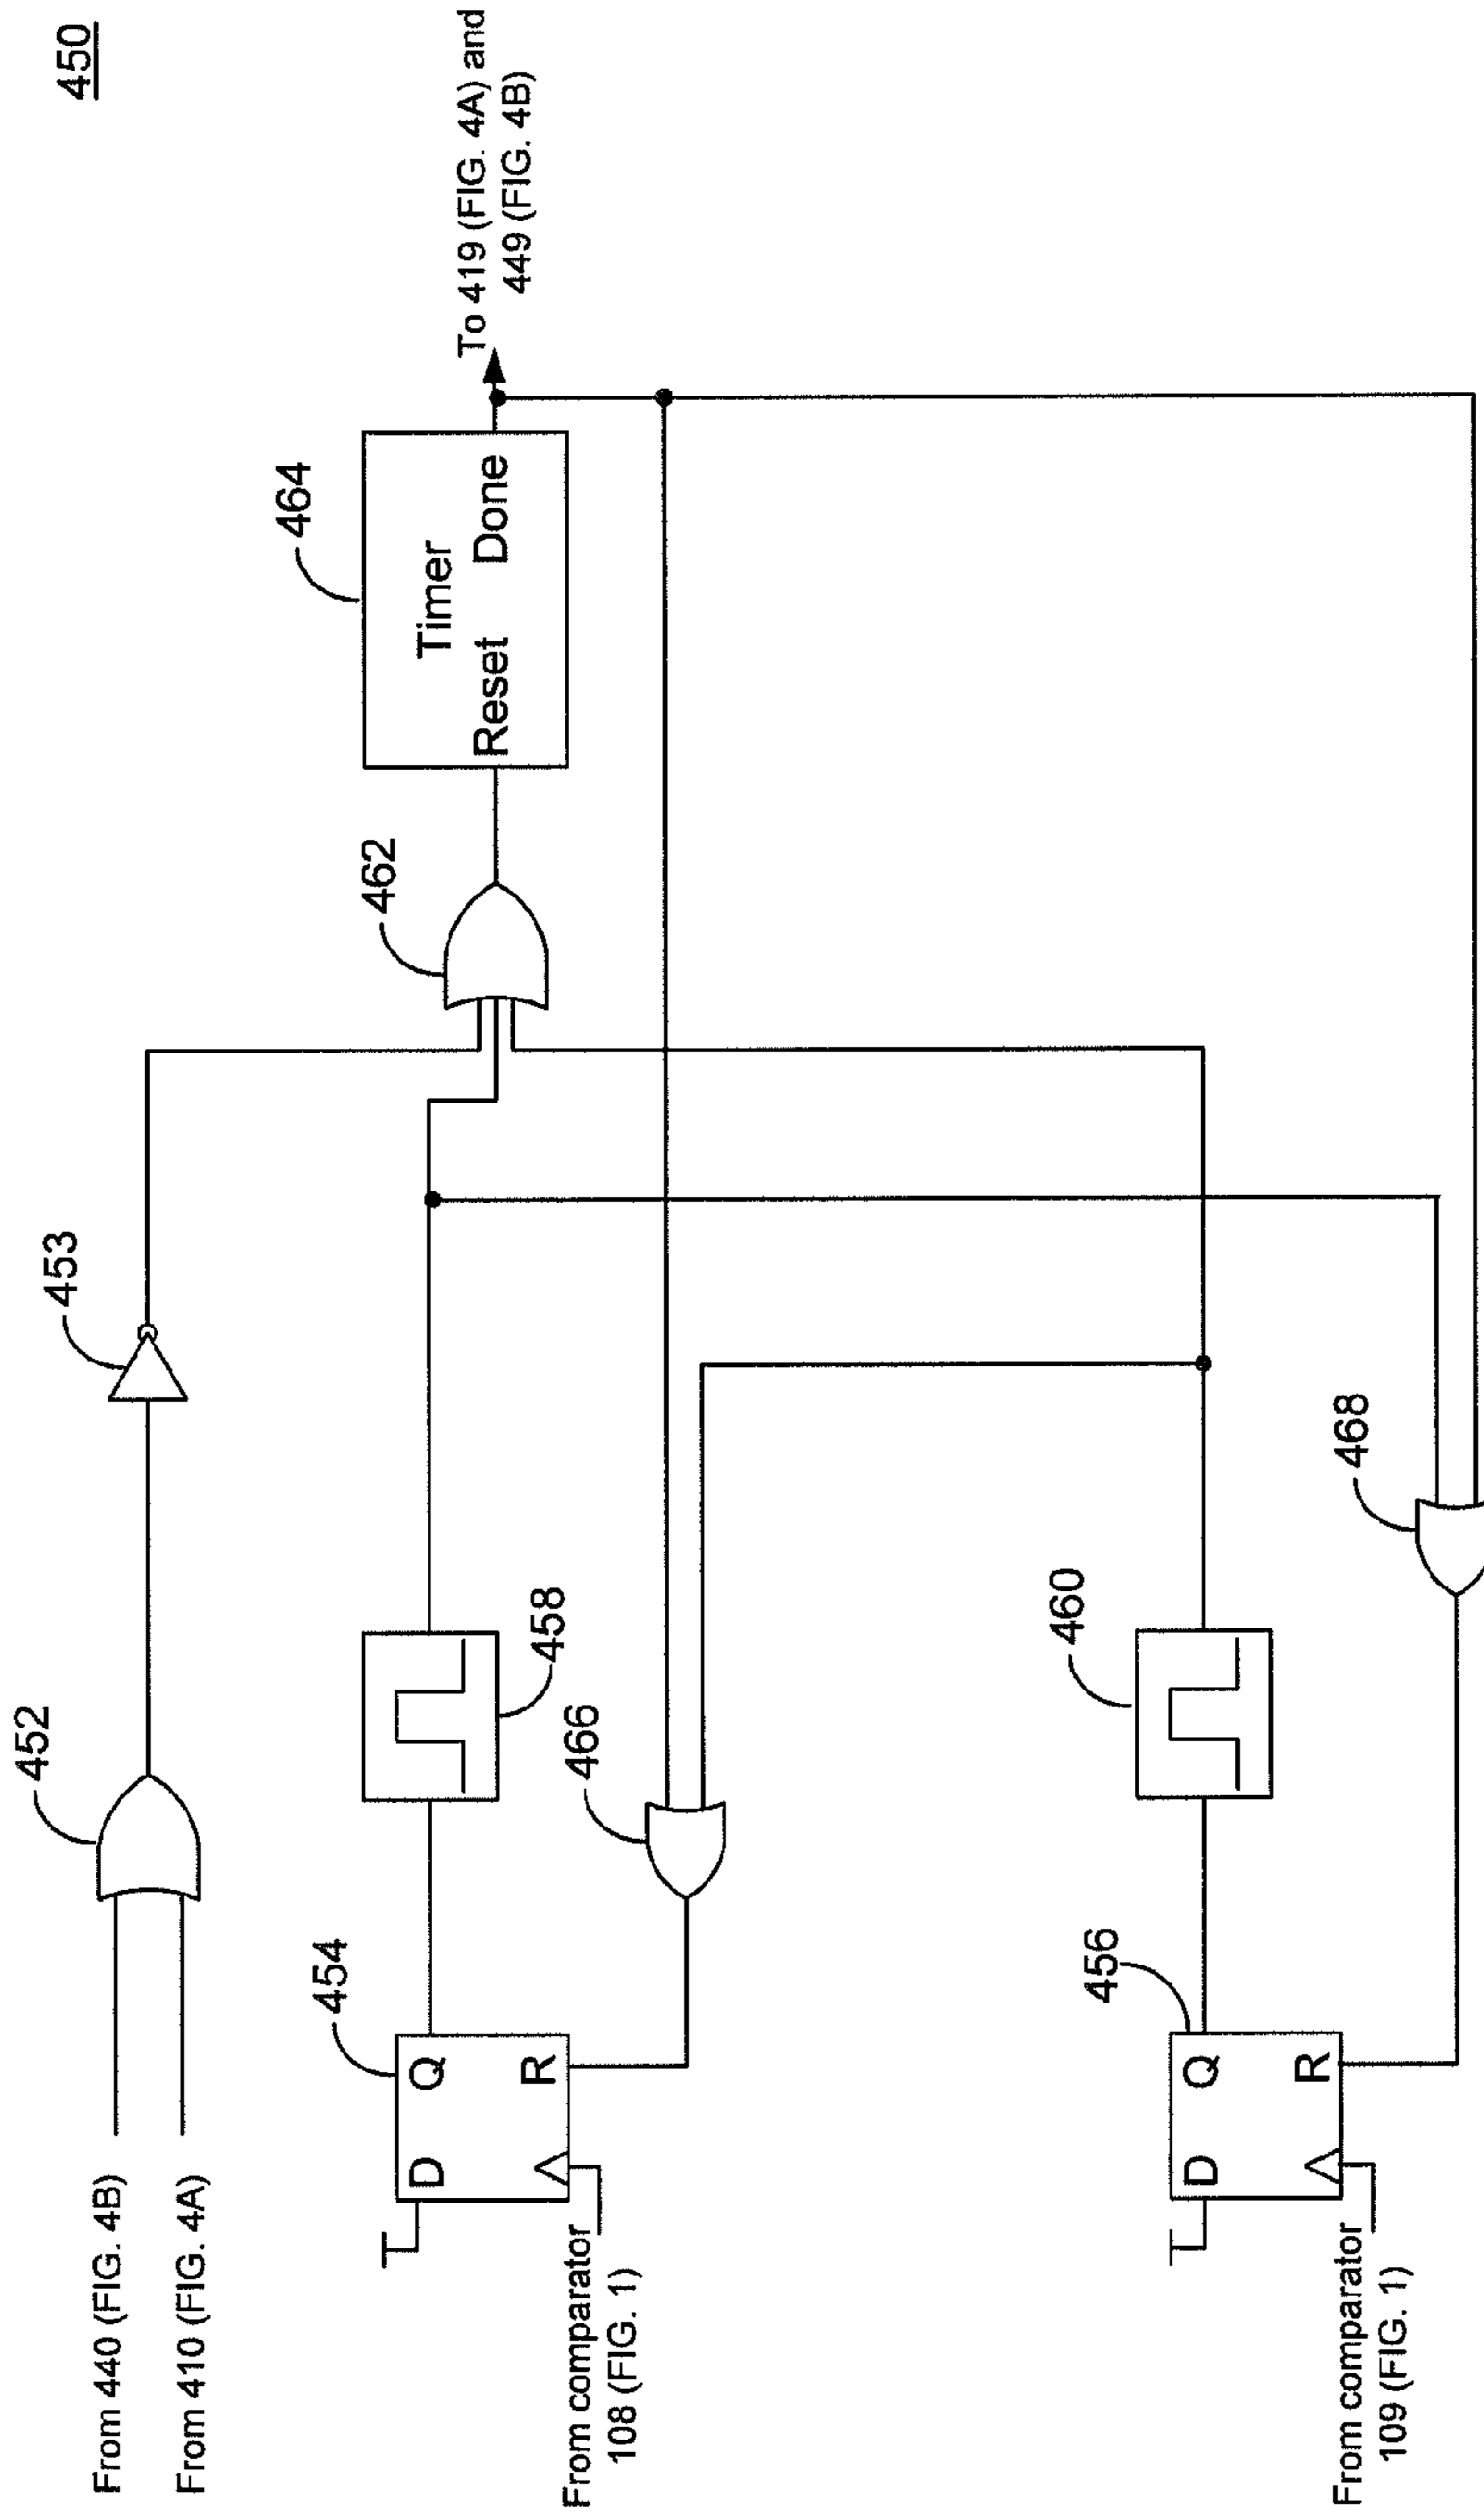 450
From 440 (FIG. 4B)
From 410 (FIG. 4A)
452
453
454
D Q
R
From comparator
108 (FIG. 1)
458
466
462
464
Timer
Reset Done
To 419 (FIG. 4A) and
449 (FIG. 4B)
456
D Q
R
From comparator
109 (FIG. 1)
460
468